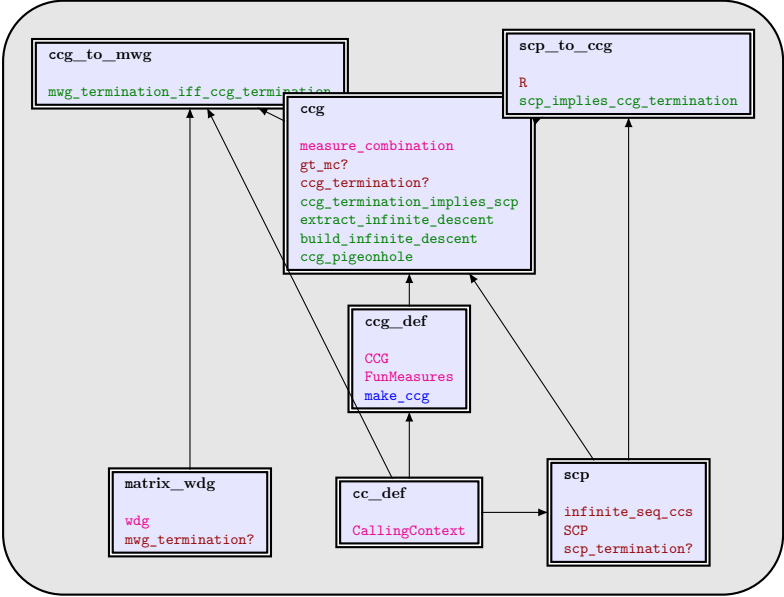 ccg_to_mwg
mwg_termination_iff_ccg_termination
scp_to_ccg
R
scp_implies_ccg_termination
ccg
measure_combination
gt_mc?
ccg_termination?
ccg_termination_implies_scp
extract_infinite_descent
build_infinite_descent
ccg_pigeonhole
ccg_def
CCG
FunMeasures
make_ccg
matrix_wdg
wdg
mwg_termination?
cc_def
CallingContext
scp
infinite_seq_ccs
SCP
scp_termination?